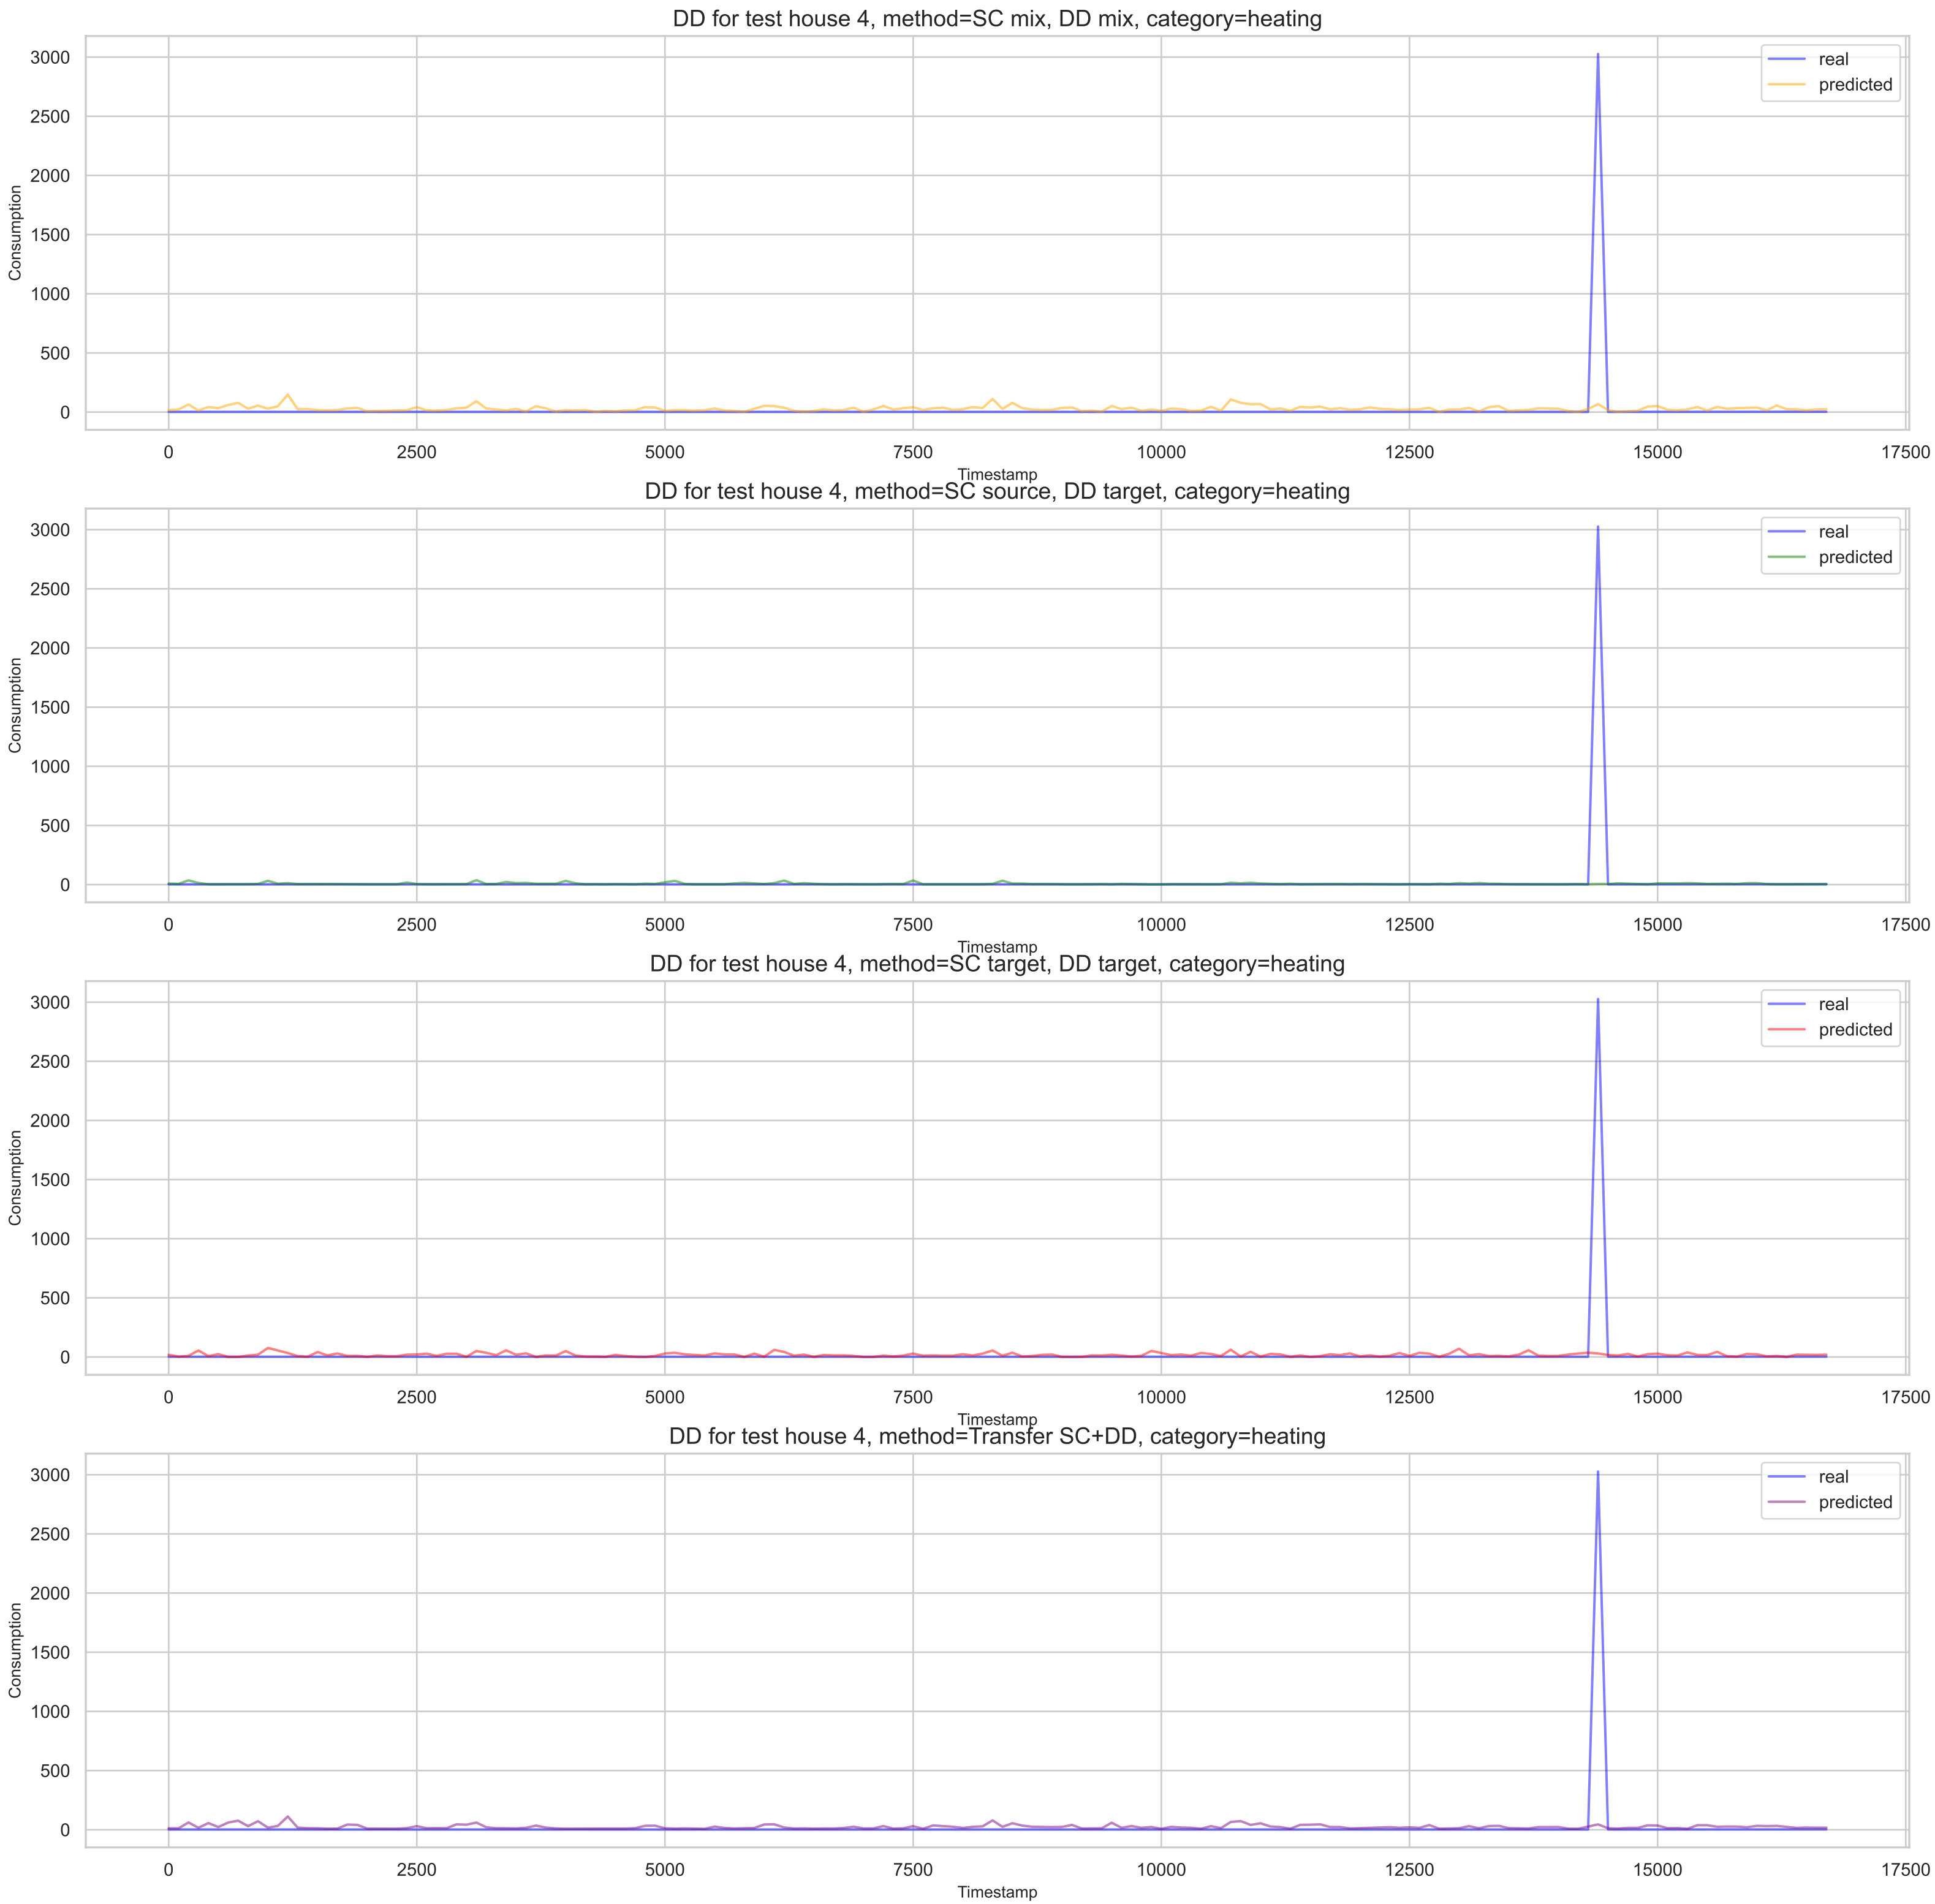 DD for test house 4, method=SC mix, DD mix, category=heating
3000
2500
2000
1500
1000
500
0
Consumption
real
predicted
0 2500 5000 7500 10000 12500 15000 17500
Timestamp
DD for test house 4, method=SC source, DD target, category=heating
3000
2500
2000
1500
1000
500
0
Consumption
real
predicted
0 2500 5000 7500 10000 12500 15000 17500
Timestamp
DD for test house 4, method=SC target, DD target, category=heating
3000
2500
2000
1500
1000
500
0
Consumption
real
predicted
0 2500 5000 7500 10000 12500 15000 17500
Timestamp
DD for test house 4, method=Transfer SC+DD, category=heating
3000
2500
2000
1500
1000
500
0
Consumption
real
predicted
0 2500 5000 7500 10000 12500 15000 17500
Timestamp